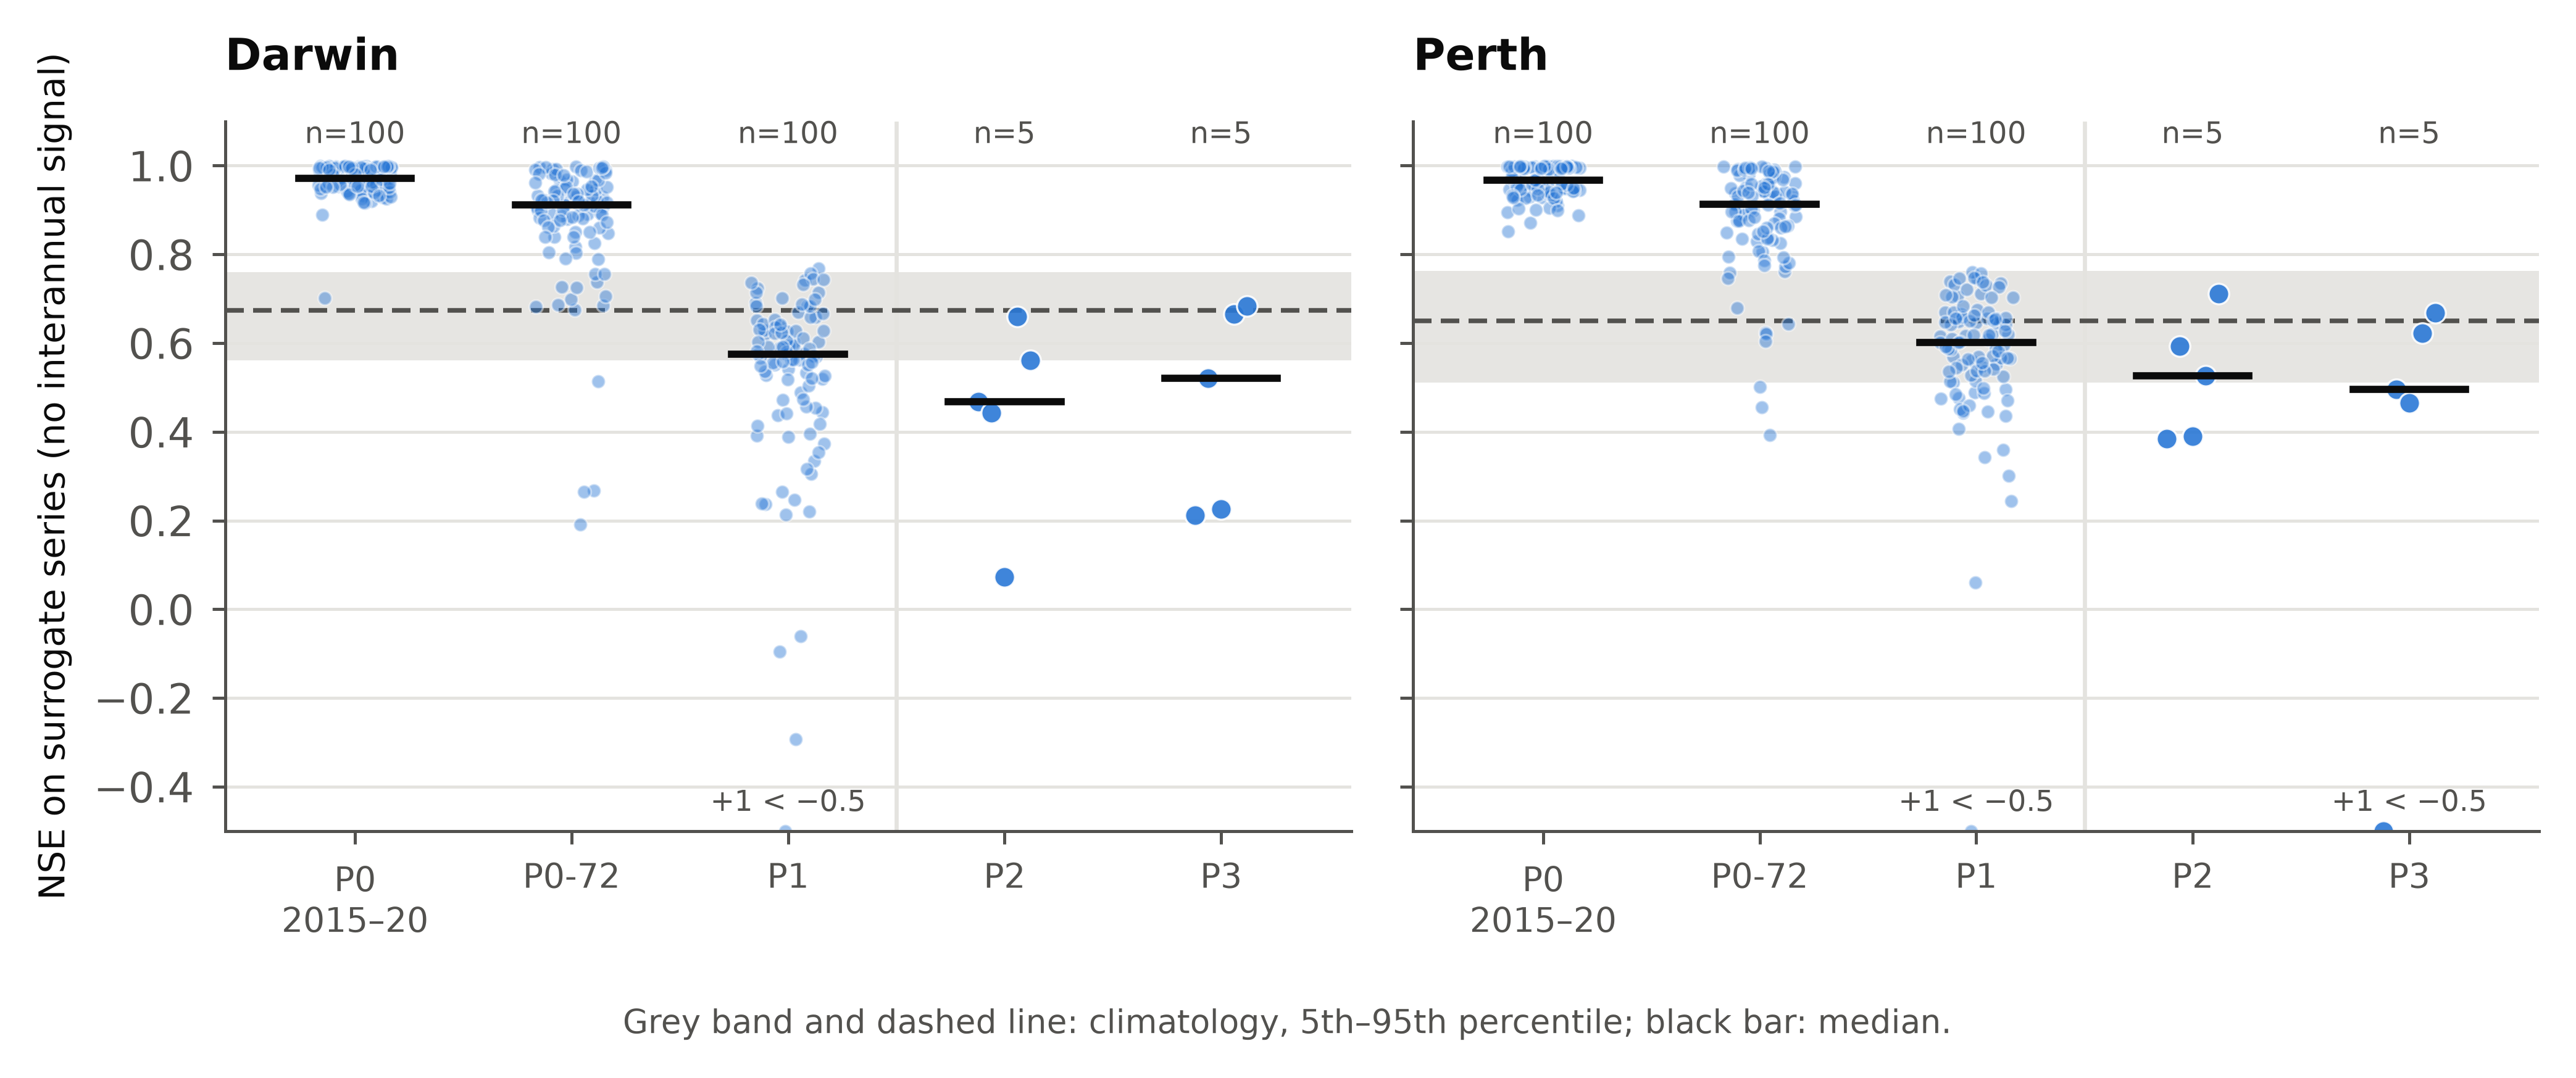 Darwin
Perth
NSE on surrogate series (no interannual signal)
n=100 n=100 n=100 n=5 n=5
n=100 n=100 n=100 n=5 n=5
1.0
0.8
0.6
0.4
0.2
0.0
−0.2
−0.4
+1 < −0.5
+1 < −0.5 +1 < −0.5
P0 P0-72 P1 P2 P3
2015–20
P0 P0-72 P1 P2 P3
2015–20
Grey band and dashed line: climatology, 5th–95th percentile; black bar: median.